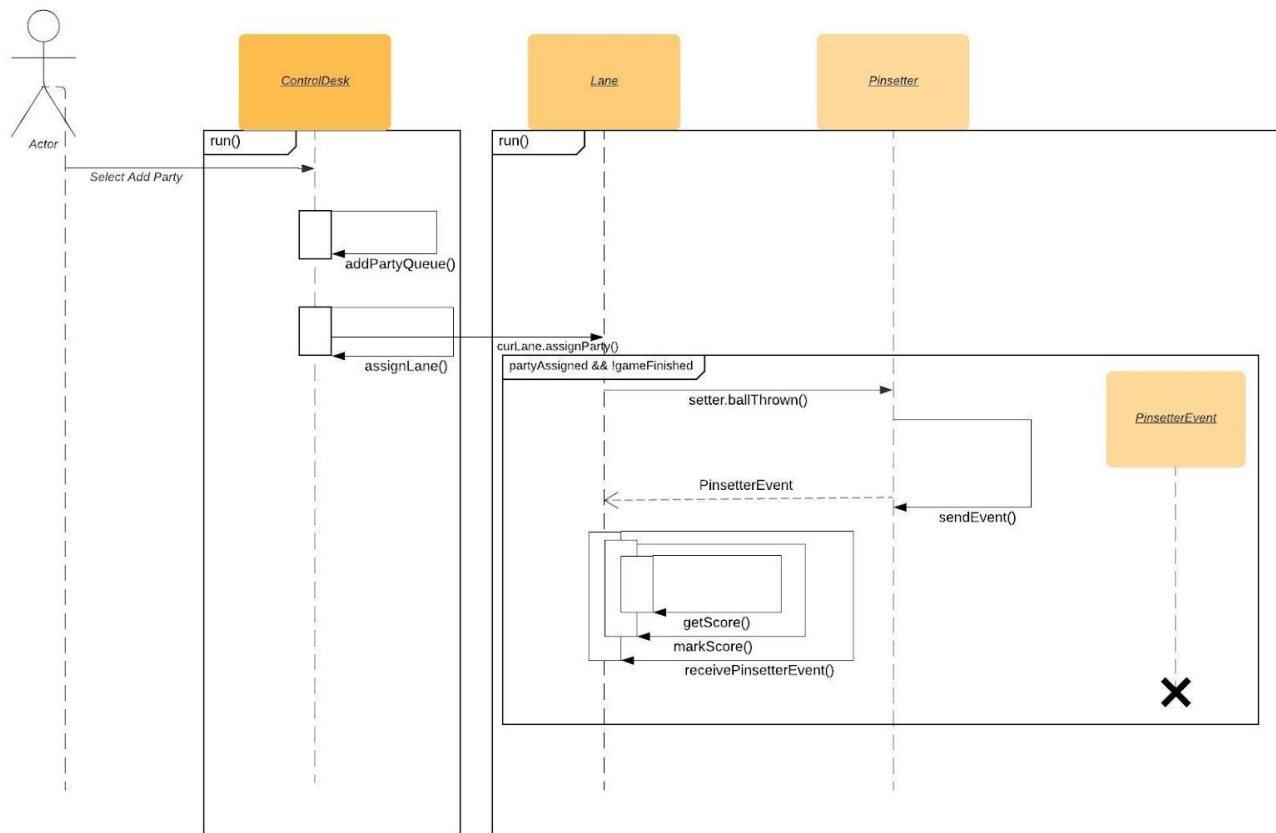 ControlDesk
Lane
Pinsetter
Actor
run()
run()
Select Add Party
addPartyQueue()
curLane.assignParty()
assignLane()
partyAssigned && !gameFinished
setter.ballThrown()
PinsetterEvent
PinsetterEvent
sendEvent()
getScore()
markScore()
receivePinsetterEvent()